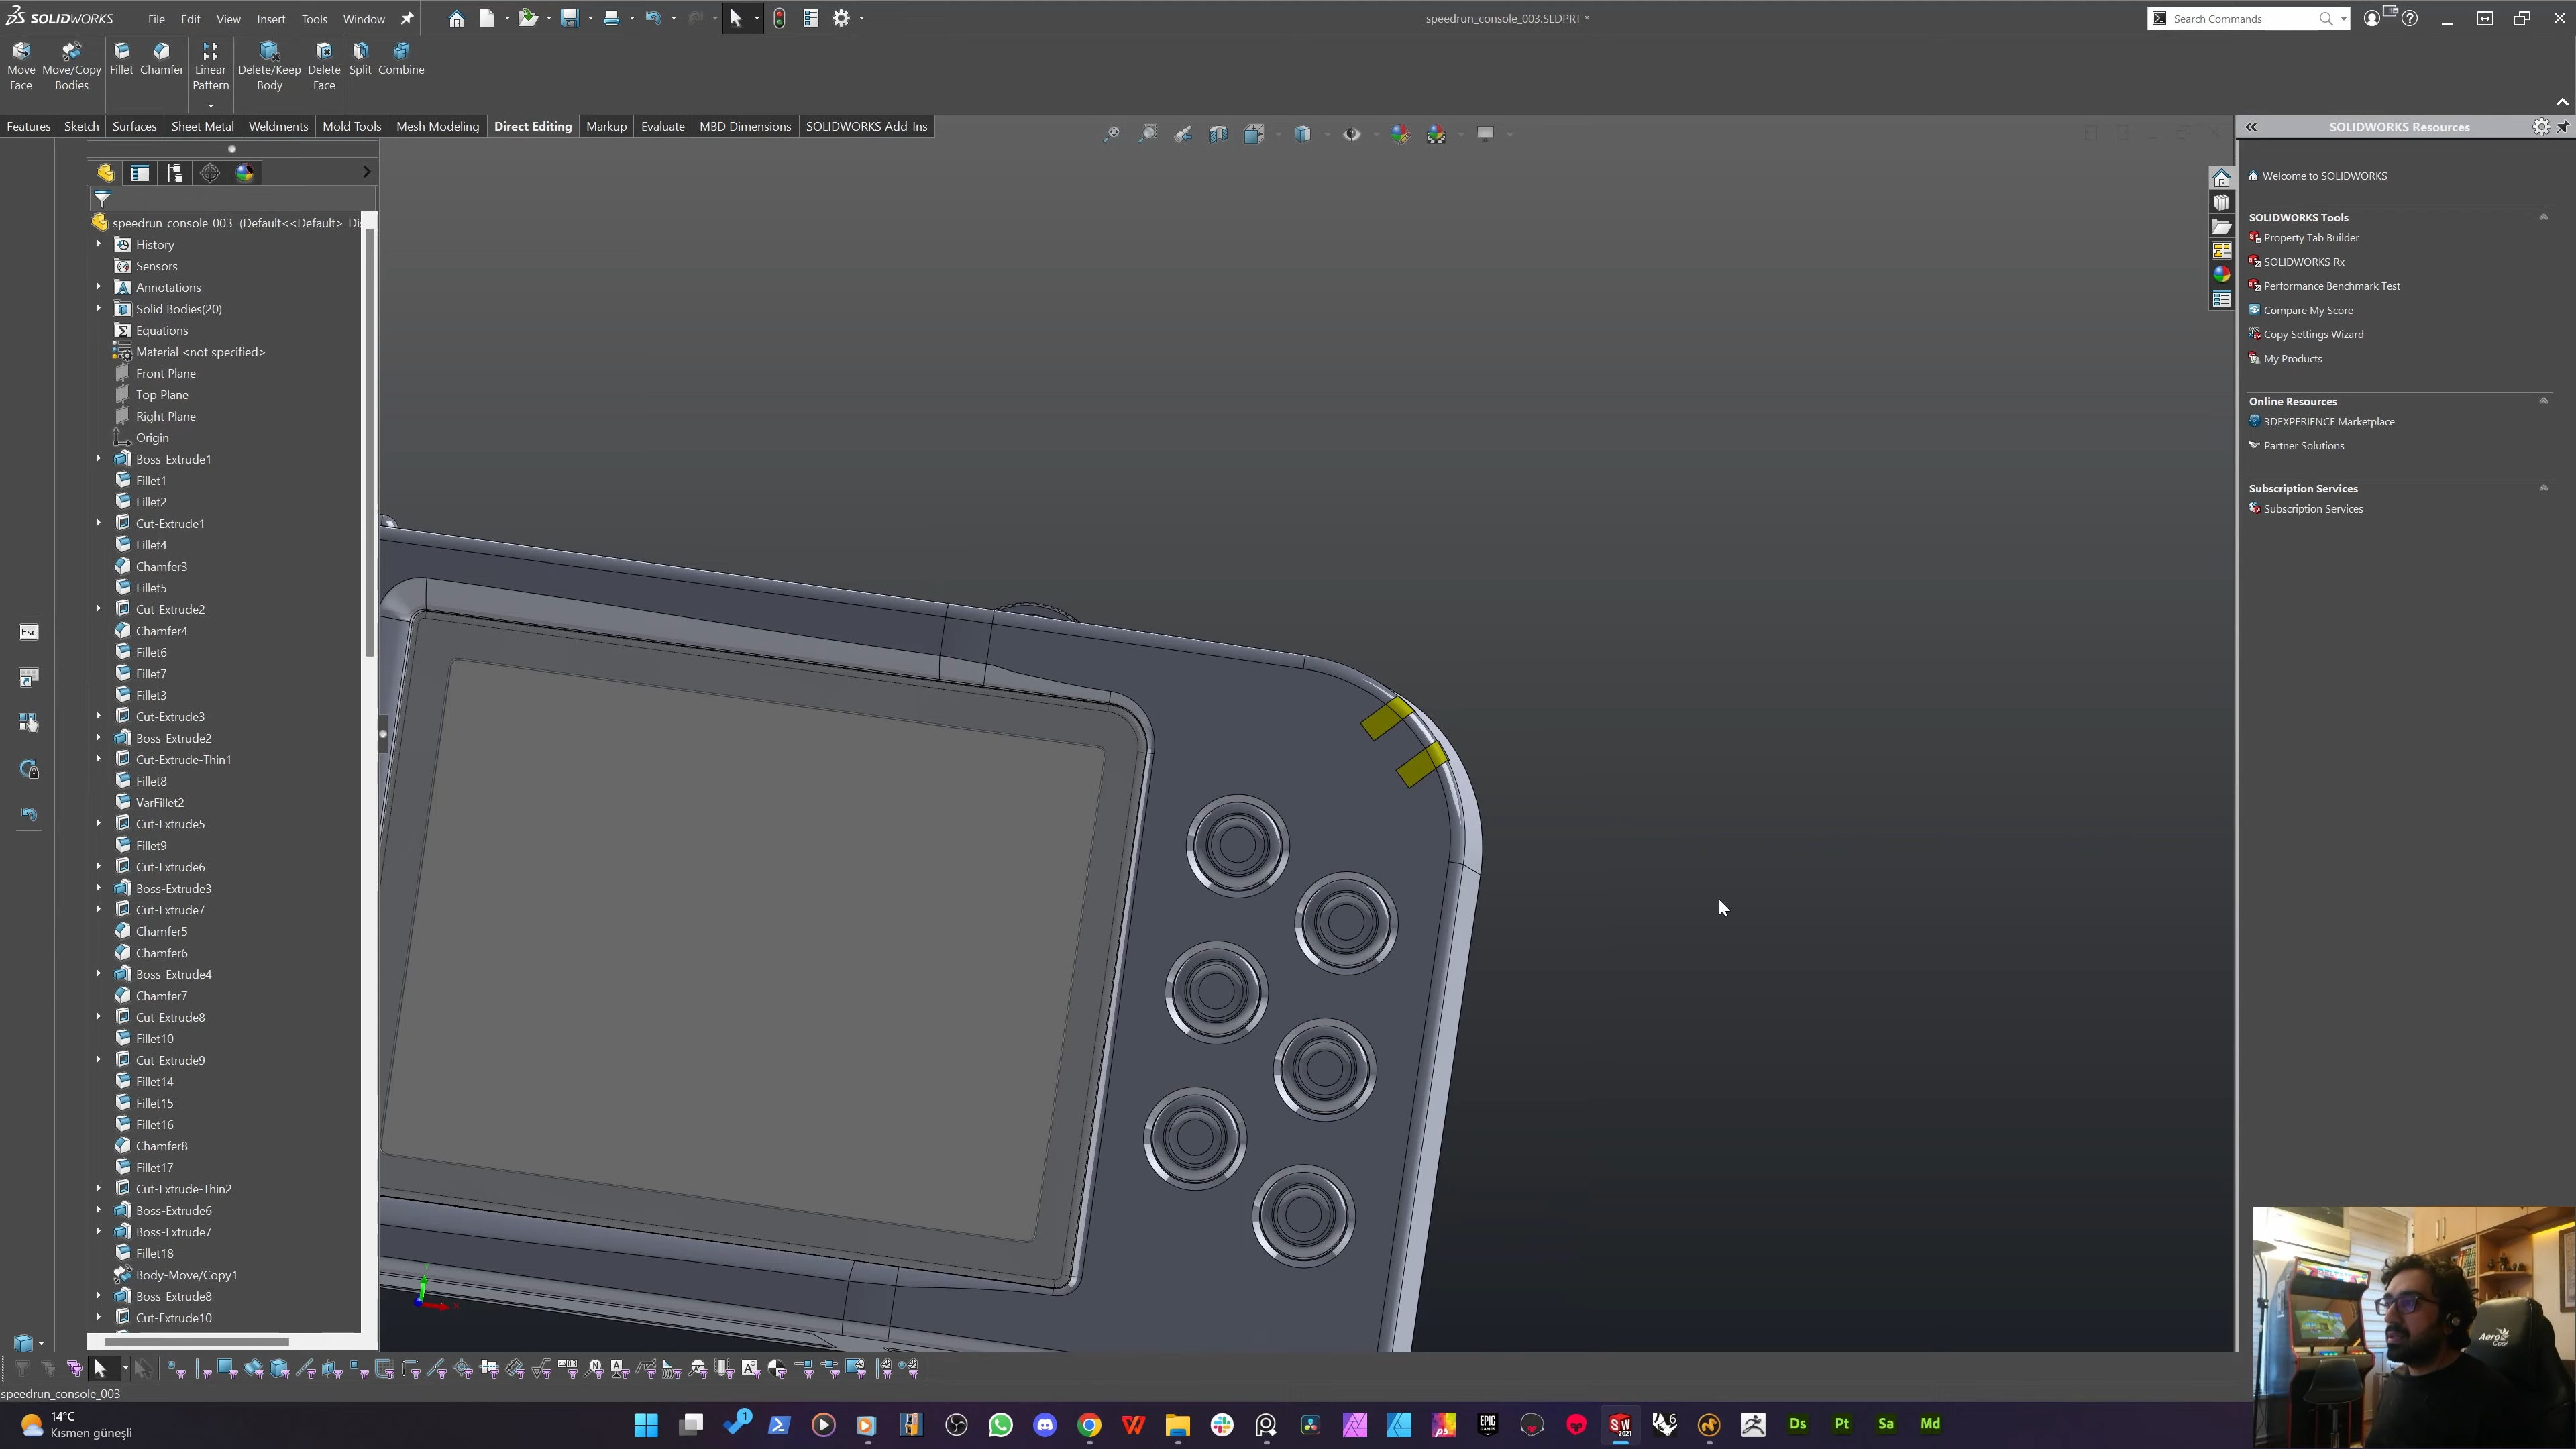 SOLIDWORKS File Edit View Insert Tools Window speedrun_console_003.SLDPRT * Search Commands
Move Face
Move/Copy Bodies
Fillet
Chamfer
Linear Pattern
Delete/Keep Body
Delete Face
Split
Combine
Features Sketch Surfaces Sheet Metal Weldments Mold Tools Mesh Modeling Direct Editing Markup Evaluate MBD Dimensions SOLIDWORKS Add-Ins
speedrun_console_003 (Default<<Default>_Di
History
Sensors
Annotations
Solid Bodies(20)
Equations
Material <not specified>
Front Plane
Top Plane
Right Plane
Origin
Boss-Extrude1
Fillet1
Fillet2
Cut-Extrude1
Fillet4
Chamfer3
Fillet5
Cut-Extrude2
Chamfer4
Fillet6
Fillet7
Fillet3
Cut-Extrude3
Boss-Extrude2
Cut-Extrude-Thin1
Fillet8
VarFillet2
Cut-Extrude5
Fillet9
Cut-Extrude6
Boss-Extrude3
Cut-Extrude7
Chamfer5
Chamfer6
Boss-Extrude4
Chamfer7
Cut-Extrude8
Fillet10
Cut-Extrude9
Fillet14
Fillet15
Fillet16
Chamfer8
Fillet17
Cut-Extrude-Thin2
Boss-Extrude6
Boss-Extrude7
Fillet18
Body-Move/Copy1
Boss-Extrude8
Cut-Extrude10
Esc
SOLIDWORKS Resources
Welcome to SOLIDWORKS
SOLIDWORKS Tools
Property Tab Builder
SOLIDWORKS Rx
Performance Benchmark Test
Compare My Score
Copy Settings Wizard
My Products
Online Resources
3DEXPERIENCE Marketplace
Partner Solutions
Subscription Services
Subscription Services
speedrun_console_003
14°C
Kısmen güneşli
1
EPIC GAMES
SW 2021
6
Ds Pt Sa Md
Aero Cool